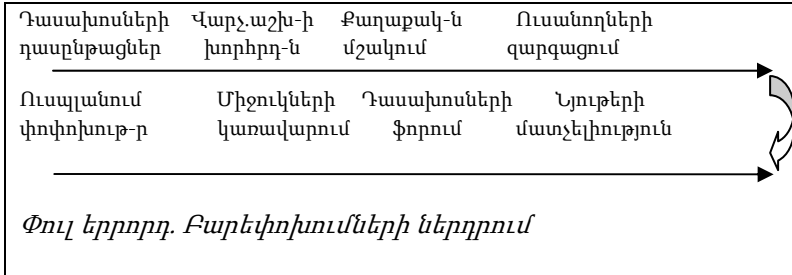 Դասախոսների Վարչ.աշխ-ի Քաղաքակ-ն Ուսանողների
դասընթացներ խորհրդ-ն մշակում զարգացում
Ուսպլանում Միջուկների Դասախոսների Նյութերի
փոփոխութ-ր կառավարում ֆորում մատչելիություն
Փուլ երրորդ. Բարեփոխումների ներդրում